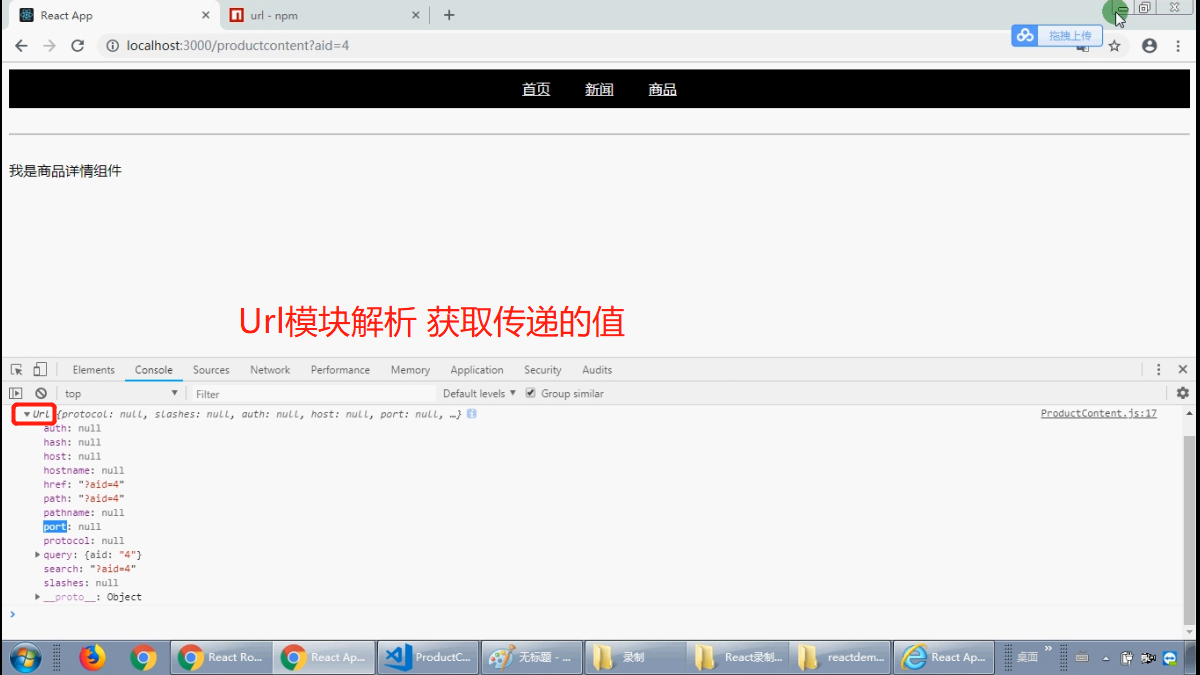 React App
url - npm
localhost:3000/productcontent?aid=4
拖拽上传
首页 新闻 商品
我是商品详情组件
Url模块解析 获取传递的值
Elements Console Sources Network Performance Memory Application Security Audits
top Filter Default levels Group similar
Url {protocol: null, slashes: null, auth: null, host: null, port: null, …} ProductContent.js:17
auth: null
hash: null
host: null
hostname: null
href: "?aid=4"
path: "?aid=4"
pathname: null
port: null
protocol: null
query: {aid: "4"}
search: "?aid=4"
slashes: null
__proto__: Object
React Ro... React Ap... ProductC... 无标题 - ... 录制 React录制... reactdem... React Ap... 桌面